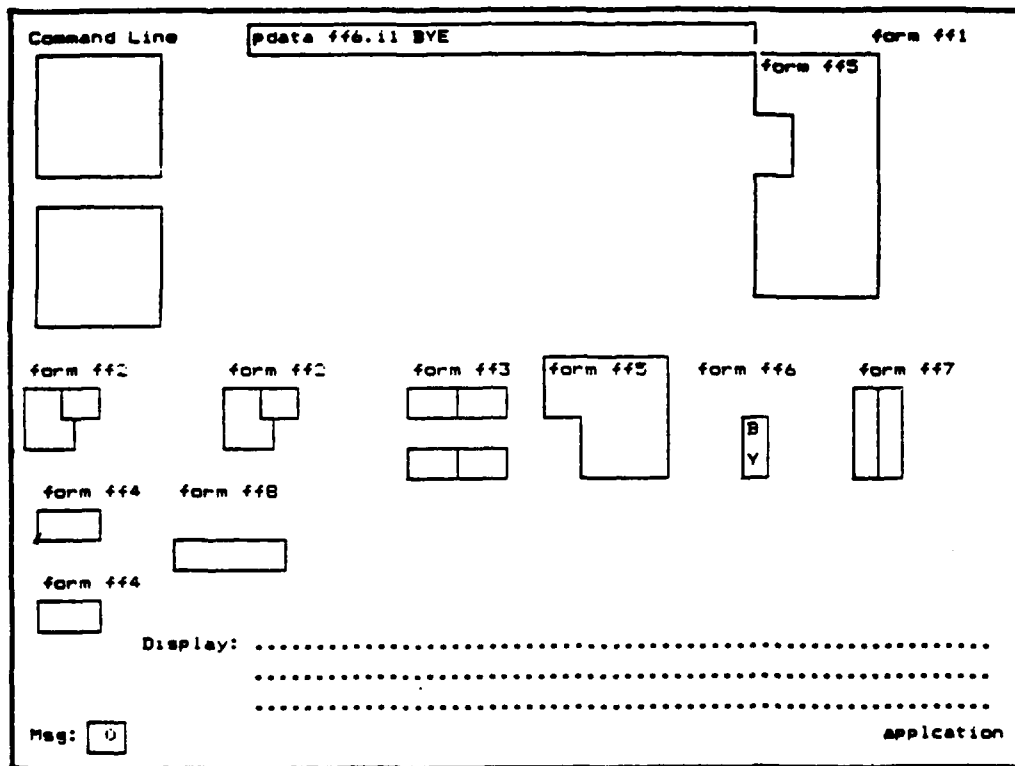 Command Line pdata ff6.i1 BYE form ff1
form ff5
form ff2 form ff2 form ff3 form ff5 form ff6 form ff7
B
Y
form ff4 form ff8
form ff4
Display: ................................................................
................................................................
................................................................
Msg: 0 applcation